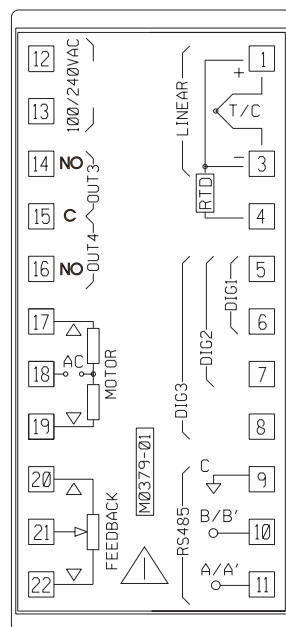 12
13
100/240VAC
14 NO
15 C
16 NO
OUT3
OUT4
17
18 AC
19
MOTOR
20
21
22
FEEDBACK
M0379-01
LINEAR
1
+
T/C
3
−
RTD
4
5
6
7
8
DIG1
DIG2
DIG3
RS485
C 9
B/B' 10
A/A' 11